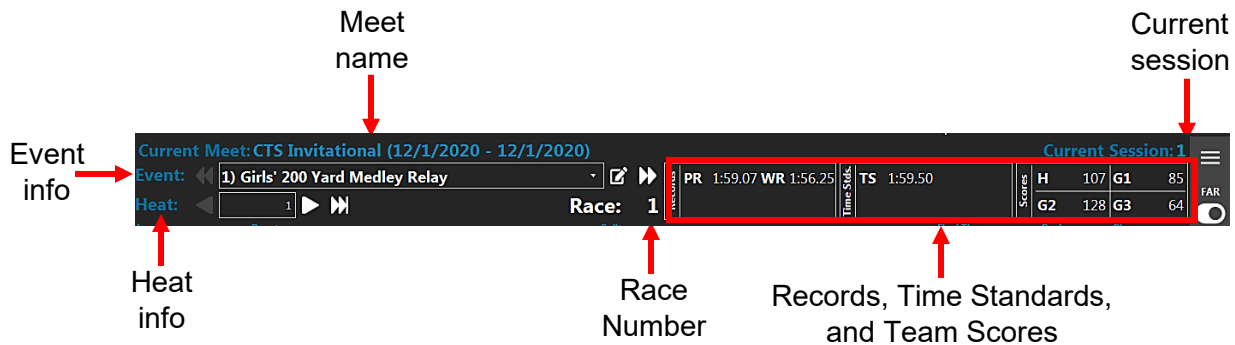 Meet
name
Current
session
Event
info
Current Meet: CTS Invitational (12/1/2020 - 12/1/2020)
Current Session: 1
Event:
1) Girls' 200 Yard Medley Relay
Records
PR 1:59.07 WR 1:56.25
Time Stds.
TS 1:59.50
Scores
H 107 G1 85
FAR
Heat:
1
Race: 1
G2 128 G3 64
Heat
info
Race
Number
Records, Time Standards,
and Team Scores